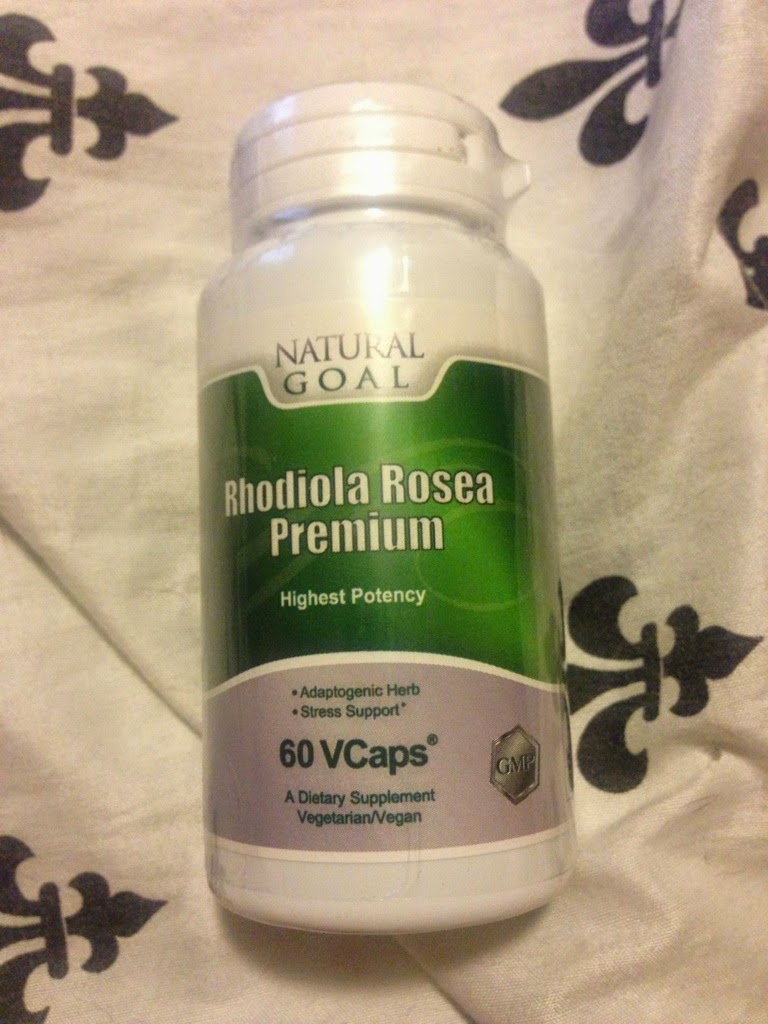 NATURAL
GOAL
Rhodiola Rosea
Premium
Highest Potency
• Adaptogenic Herb
• Stress Support*
60 VCaps®
GMP
A Dietary Supplement
Vegetarian/Vegan